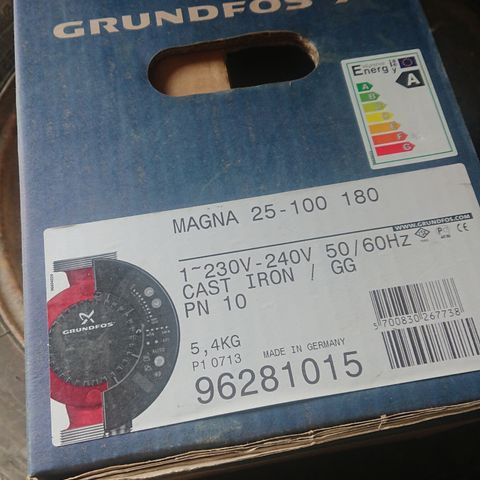 GRUNDFOS
Energy
A
A
B
C
D
E
F
G
MAGNA 25-100 180
WWW.GRUNDFOS.COM
1~230V-240V 50/60Hz
CAST IRON / GG
PN 10
GRUNDFOS
5,4KG
P1 0713 MADE IN GERMANY
96281015
5 700830 267738